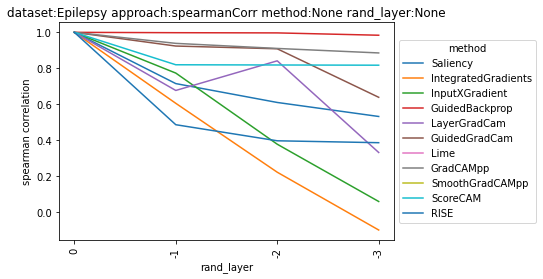 dataset:Epilepsy approach:spearmanCorr method:None rand_layer:None
1.0
0.8
0.6
0.4
0.2
0.0
spearman correlation
0
-1
-2
-3
rand_layer
method
Saliency
IntegratedGradients
InputXGradient
GuidedBackprop
LayerGradCam
GuidedGradCam
Lime
GradCAMpp
SmoothGradCAMpp
ScoreCAM
RISE